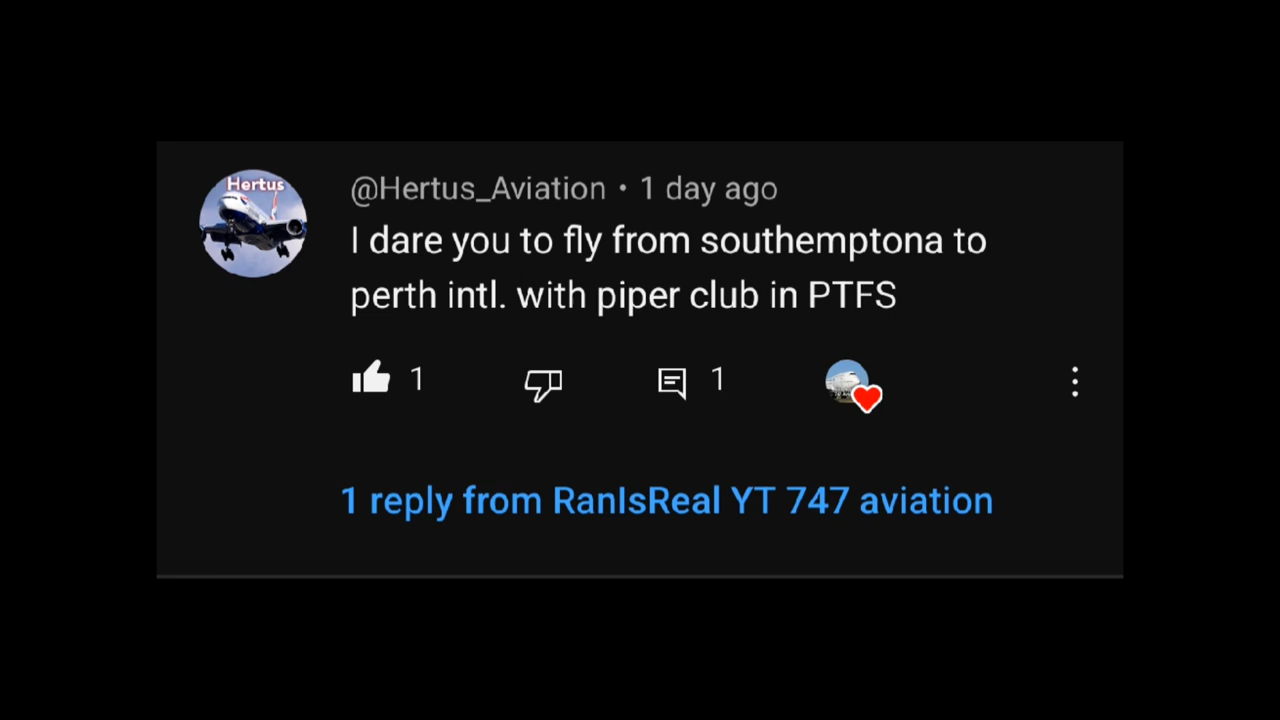 Hertus
@Hertus_Aviation • 1 day ago
I dare you to fly from southemptona to
perth intl. with piper club in PTFS
1 1
1 reply from RanIsReal YT 747 aviation